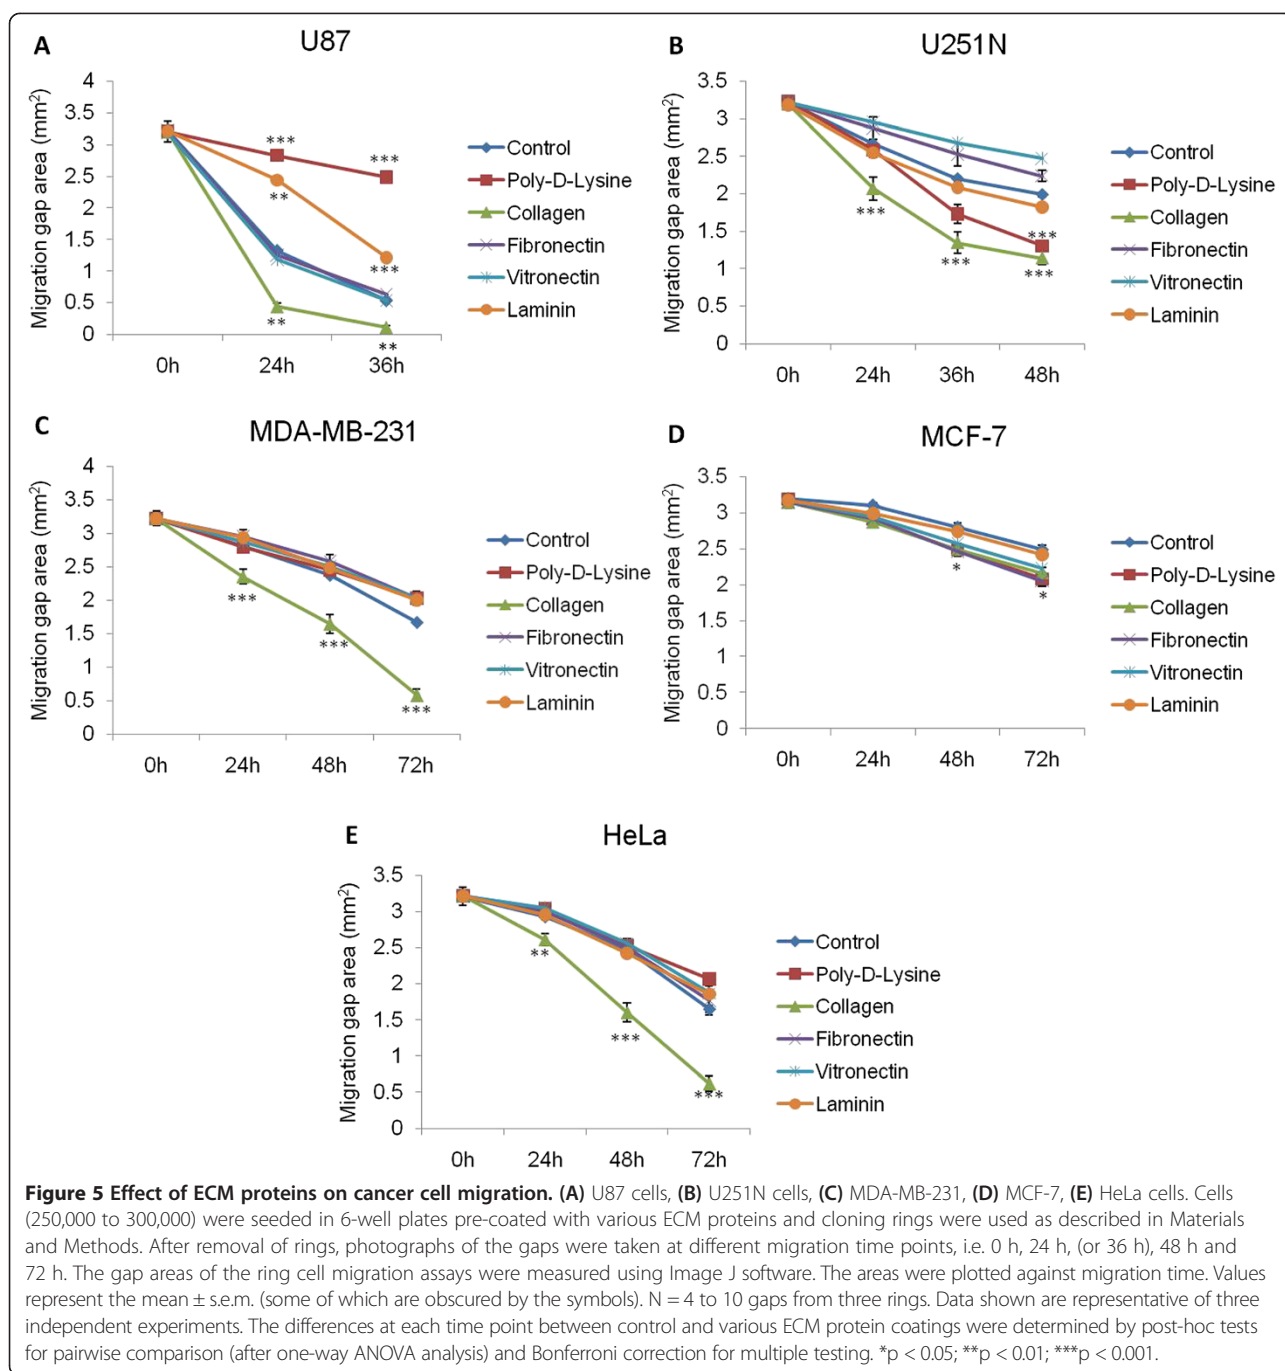 A
U87
Migration gap area (mm²)
4
3.5
3
2.5
2
1.5
1
0.5
0
0h
24h
36h
***
***
**
***
**
**
Control
Poly-D-Lysine
Collagen
Fibronectin
Vitronectin
Laminin
B
U251N
Migration gap area (mm²)
3.5
3
2.5
2
1.5
1
0.5
0
0h
24h
36h
48h
***
***
***
***
Control
Poly-D-Lysine
Collagen
Fibronectin
Vitronectin
Laminin
C
MDA-MB-231
Migration gap area (mm²)
4
3.5
3
2.5
2
1.5
1
0.5
0
0h
24h
48h
72h
***
***
***
Control
Poly-D-Lysine
Collagen
Fibronectin
Vitronectin
Laminin
D
MCF-7
Migration gap area (mm²)
3.5
3
2.5
2
1.5
1
0.5
0
0h
24h
48h
72h
*
*
Control
Poly-D-Lysine
Collagen
Fibronectin
Vitronectin
Laminin
E
HeLa
Migration gap area (mm²)
3.5
3
2.5
2
1.5
1
0.5
0
0h
24h
48h
72h
**
***
***
Control
Poly-D-Lysine
Collagen
Fibronectin
Vitronectin
Laminin
Figure 5 Effect of ECM proteins on cancer cell migration. (A) U87 cells, (B) U251N cells, (C) MDA-MB-231, (D) MCF-7, (E) HeLa cells. Cells
(250,000 to 300,000) were seeded in 6-well plates pre-coated with various ECM proteins and cloning rings were used as described in Materials
and Methods. After removal of rings, photographs of the gaps were taken at different migration time points, i.e. 0 h, 24 h, (or 36 h), 48 h and
72 h. The gap areas of the ring cell migration assays were measured using Image J software. The areas were plotted against migration time. Values
represent the mean ± s.e.m. (some of which are obscured by the symbols). N = 4 to 10 gaps from three rings. Data shown are representative of three
independent experiments. The differences at each time point between control and various ECM protein coatings were determined by post-hoc tests
for pairwise comparison (after one-way ANOVA analysis) and Bonferroni correction for multiple testing. *p < 0.05; **p < 0.01; ***p < 0.001.